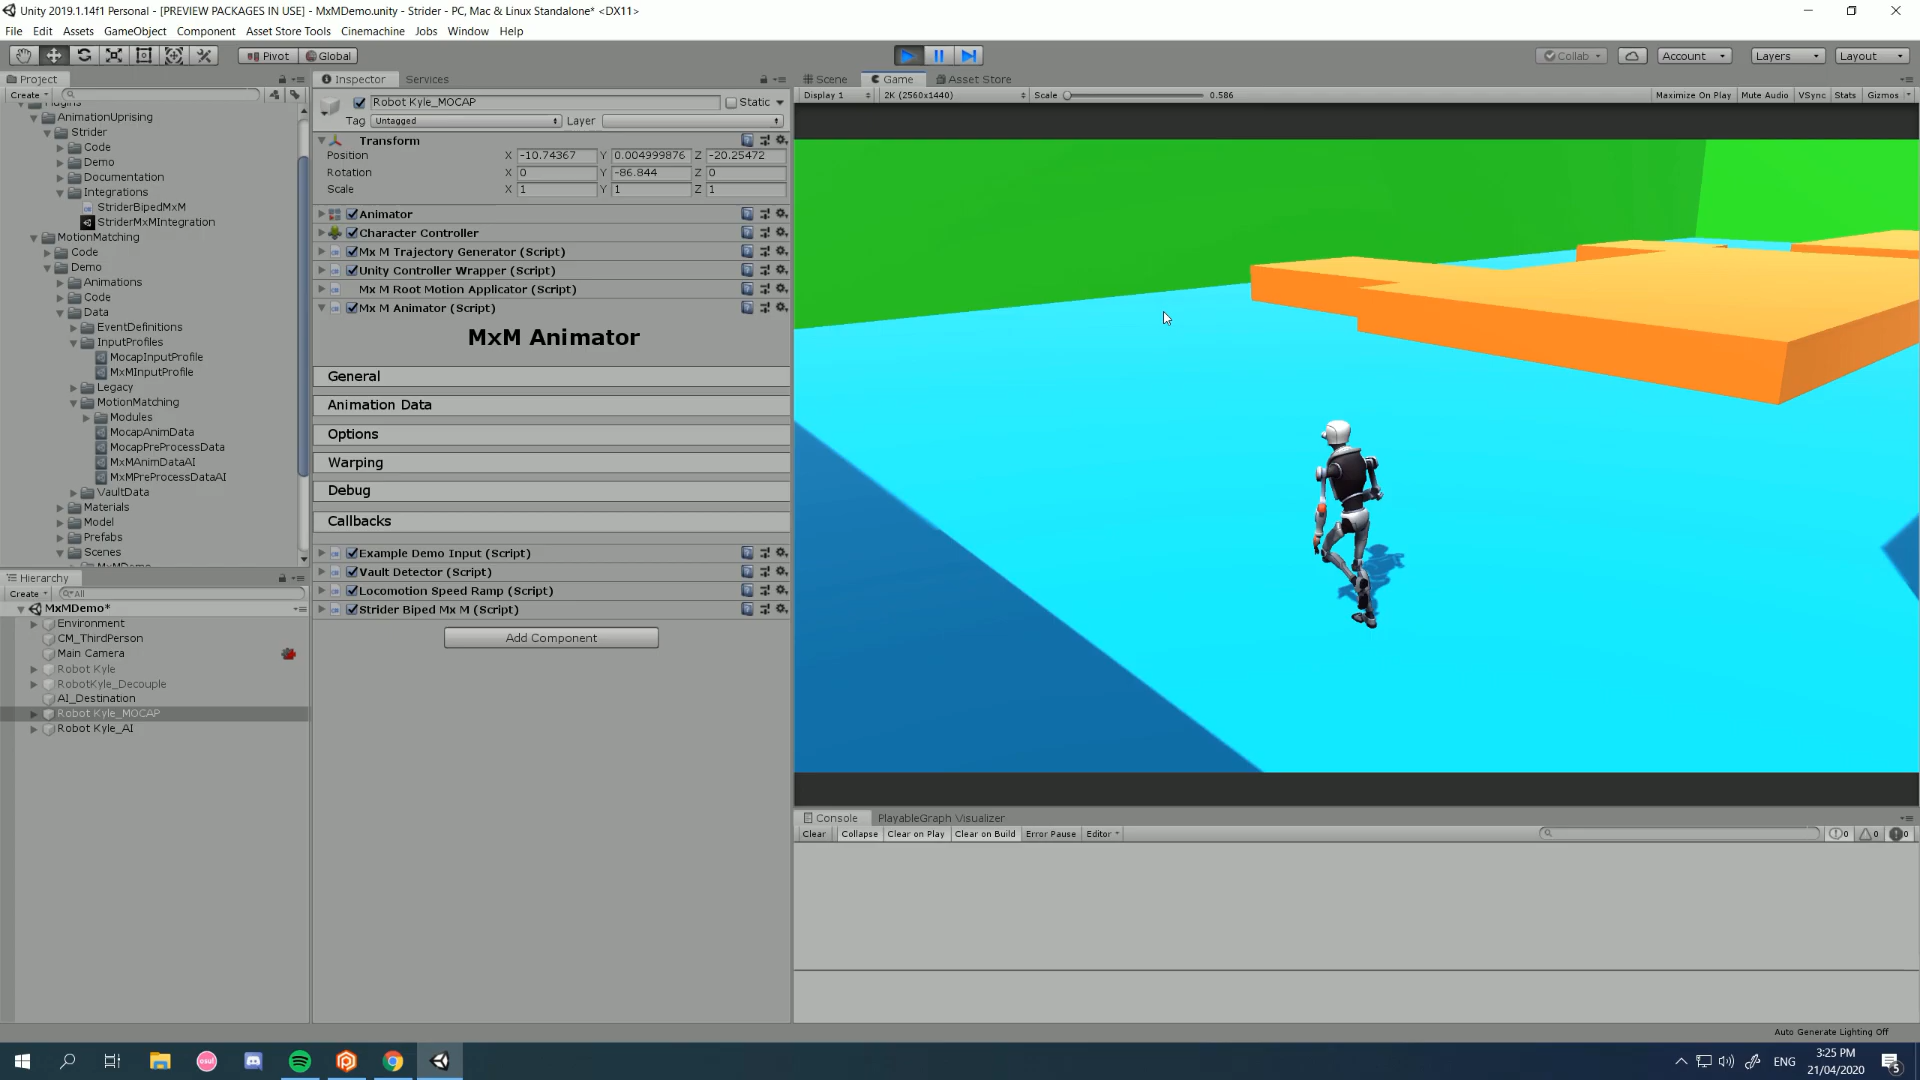 Unity 2019.1.14f1 Personal - [PREVIEW PACKAGES IN USE] - MxMDemo.unity - Strider - PC, Mac & Linux Standalone* <DX11>
File Edit Assets GameObject Component Asset Store Tools Cinemachine Jobs Window Help
Pivot Global Collab Account Layers Layout
Project
Create
Plugins
AnimationUprising
Strider
Code
Demo
Documentation
Integrations
StriderBipedMxM
StriderMxMIntegration
MotionMatching
Code
Demo
Animations
Code
Data
EventDefinitions
InputProfiles
MocapInputProfile
MxMInputProfile
Legacy
MotionMatching
Modules
MocapAnimData
MocapPreProcessData
MxMAnimDataAI
MxMPreProcessDataAI
VaultData
Materials
Model
Prefabs
Scenes
MxMDemo
Hierarchy
Create All
MxMDemo*
Environment
CM_ThirdPerson
Main Camera
Robot Kyle
RobotKyle_Decouple
AI_Destination
Robot Kyle_MOCAP
Robot Kyle_AI
Inspector Services
Robot Kyle_MOCAP Static
Tag Untagged Layer
Transform
Position X -10.74367 Y 0.004999876 Z -20.25472
Rotation X 0 Y -86.844 Z 0
Scale X 1 Y 1 Z 1
Animator
Character Controller
Mx M Trajectory Generator (Script)
Unity Controller Wrapper (Script)
Mx M Root Motion Applicator (Script)
Mx M Animator (Script)
MxM Animator
General
Animation Data
Options
Warping
Debug
Callbacks
Example Demo Input (Script)
Vault Detector (Script)
Locomotion Speed Ramp (Script)
Strider Biped Mx M (Script)
Add Component
Scene Game Asset Store
Display 1 2K (2560x1440) Scale 0.586 Maximize On Play Mute Audio VSync Stats Gizmos
Console PlayableGraph Visualizer
Clear Collapse Clear on Play Clear on Build Error Pause Editor 0 0 0
Auto Generate Lighting Off
osu!
ENG
3:25 PM
21/04/2020
5